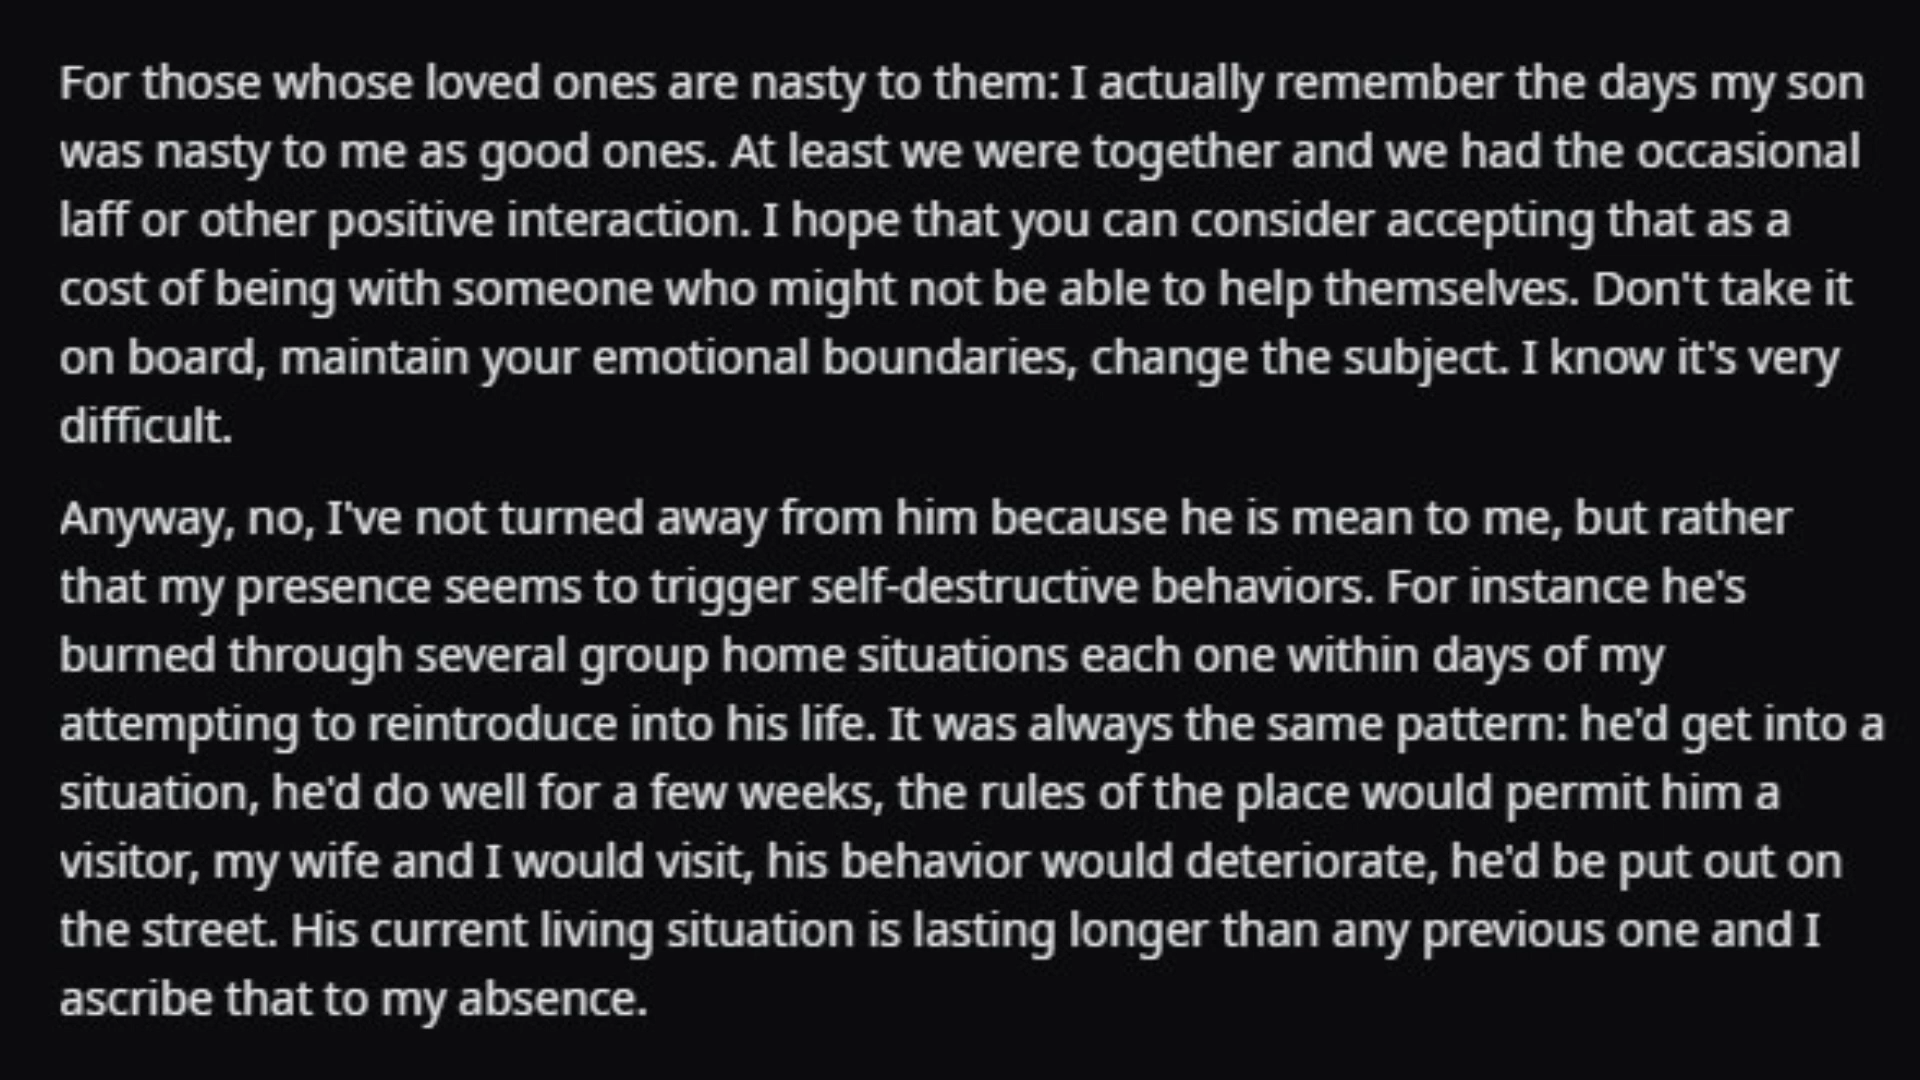 For those whose loved ones are nasty to them: I actually remember the days my son
was nasty to me as good ones. At least we were together and we had the occasional
laff or other positive interaction. I hope that you can consider accepting that as a
cost of being with someone who might not be able to help themselves. Don't take it
on board, maintain your emotional boundaries, change the subject. I know it's very
difficult.
Anyway, no, I've not turned away from him because he is mean to me, but rather
that my presence seems to trigger self-destructive behaviors. For instance he's
burned through several group home situations each one within days of my
attempting to reintroduce into his life. It was always the same pattern: he'd get into a
situation, he'd do well for a few weeks, the rules of the place would permit him a
visitor, my wife and I would visit, his behavior would deteriorate, he'd be put out on
the street. His current living situation is lasting longer than any previous one and I
ascribe that to my absence.